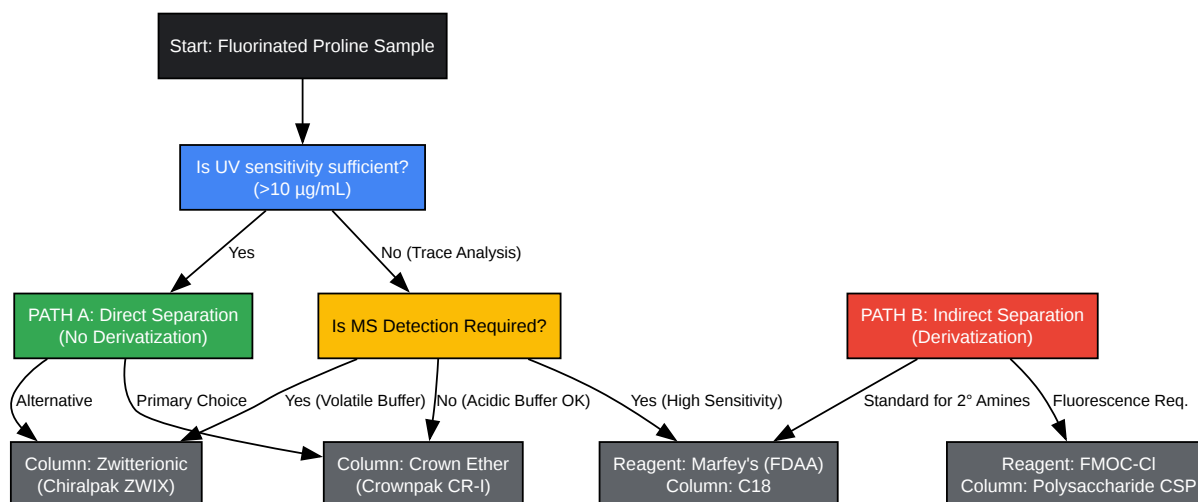 Start: Fluorinated Proline Sample
Is UV sensitivity sufficient?
(>10 µg/mL)
Yes
No (Trace Analysis)
PATH A: Direct Separation
(No Derivatization)
Is MS Detection Required?
PATH B: Indirect Separation
(Derivatization)
Alternative
Primary Choice
Yes (Volatile Buffer)
No (Acidic Buffer OK)
Yes (High Sensitivity)
Standard for 2° Amines
Fluorescence Req.
Column: Zwitterionic
(Chiralpak ZWIX)
Column: Crown Ether
(Crownpak CR-I)
Reagent: Marfey's (FDAA)
Column: C18
Reagent: FMOC-Cl
Column: Polysaccharide CSP